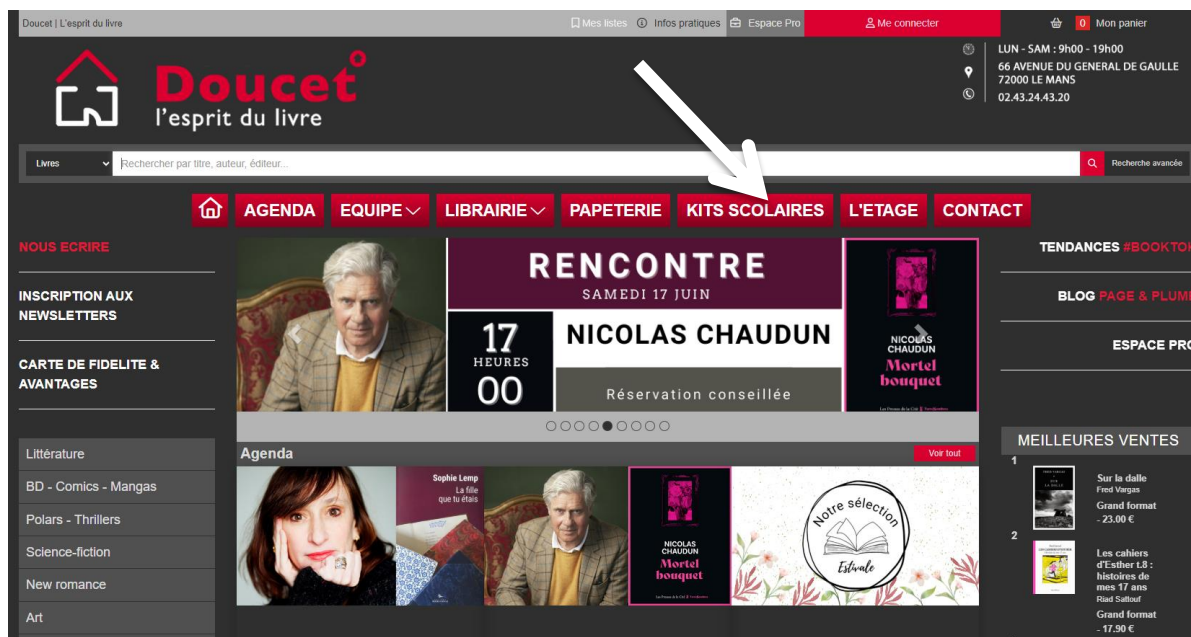 Doucet | L'esprit du livre
Mes listes
Infos pratiques
Espace Pro
Me connecter
0 Mon panier
Doucet
l'esprit du livre
LUN - SAM : 9h00 - 19h00
66 AVENUE DU GENERAL DE GAULLE
72000 LE MANS
02.43.24.43.20
Livres
Rechercher par titre, auteur, éditeur...
Recherche avancée
AGENDA
EQUIPE
LIBRAIRIE
PAPETERIE
KITS SCOLAIRES
L'ETAGE
CONTACT
NOUS ECRIRE
INSCRIPTION AUX
NEWSLETTERS
CARTE DE FIDELITE &
AVANTAGES
RENCONTRE
SAMEDI 17 JUIN
17
HEURES
00
NICOLAS CHAUDUN
Réservation conseillée
NICOLAS
CHAUDUN
Mortel
bouquet
TENDANCES #BOOKTOK
BLOG PAGE & PLUM
ESPACE PRO
Agenda
Voir tout
Sophie Lemp
La fille
que tu étais
NICOLAS
CHAUDUN
Mortel
bouquet
Notre sélection
Estivale
Littérature
BD - Comics - Mangas
Polars - Thrillers
Science-fiction
New romance
Art
MEILLEURES VENTES
1
Sur la dalle
Fred Vargas
Grand format
- 23.00 €
2
Les cahiers
d'Esther t.8 :
histoires de
mes 17 ans
Riad Sattouf
Grand format
- 17.90 €